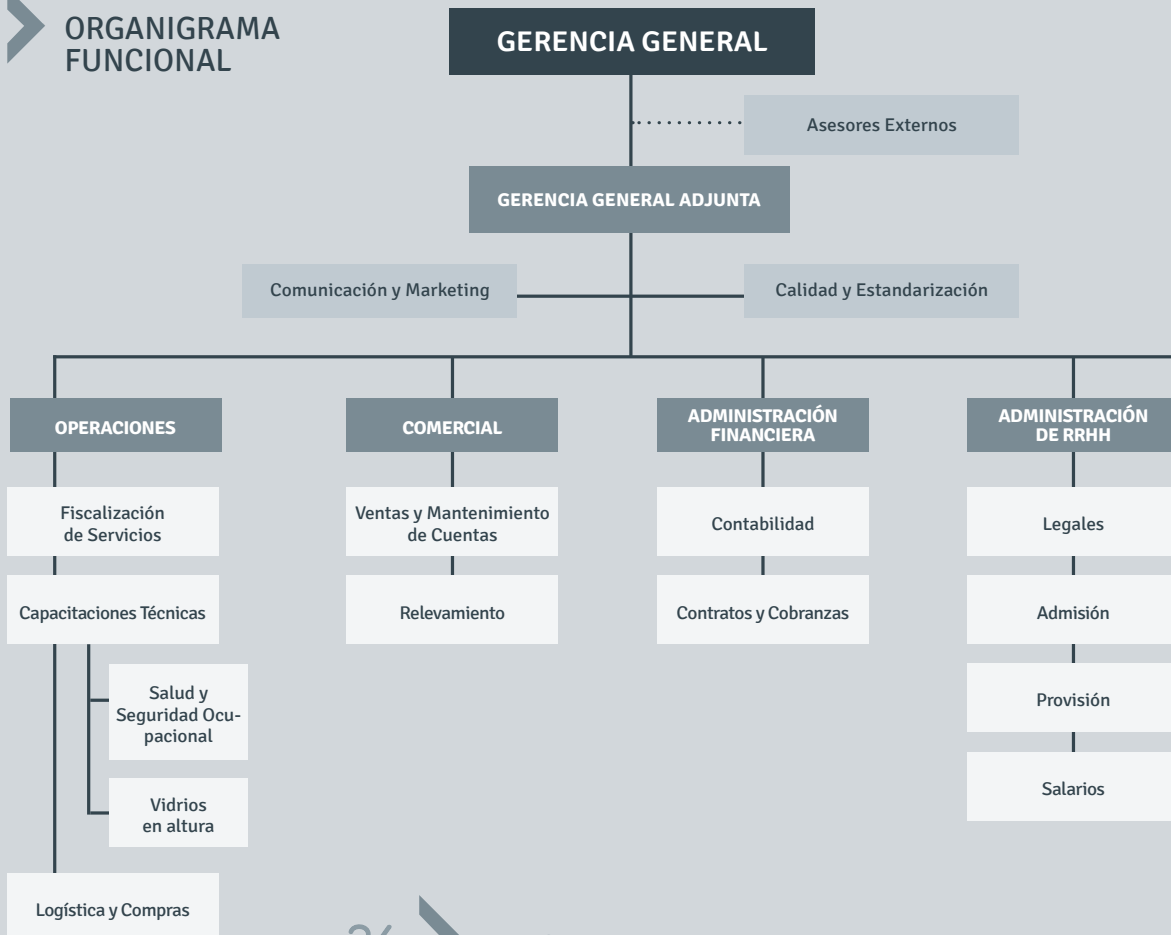 ORGANIGRAMA
FUNCIONAL
GERENCIA GENERAL
Asesores Externos
GERENCIA GENERAL ADJUNTA
Comunicación y Marketing
Calidad y Estandarización
OPERACIONES
COMERCIAL
ADMINISTRACIÓN
FINANCIERA
ADMINISTRACIÓN
DE RRHH
Fiscalización
de Servicios
Ventas y Mantenimiento
de Cuentas
Contabilidad
Legales
Capacitaciones Técnicas
Relevamiento
Contratos y Cobranzas
Admisión
Salud y
Seguridad Ocu-
pacional
Provisión
Vidrios
en altura
Salarios
Logística y Compras